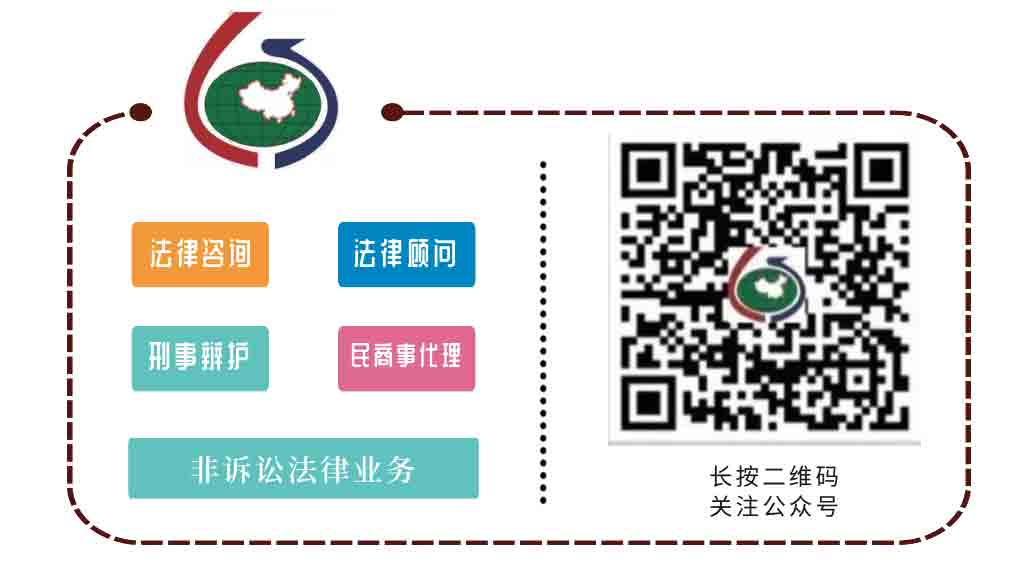 法律咨询
法律顾问
刑事辩护
民商事代理
非诉讼法律业务
长按二维码
关注公众号